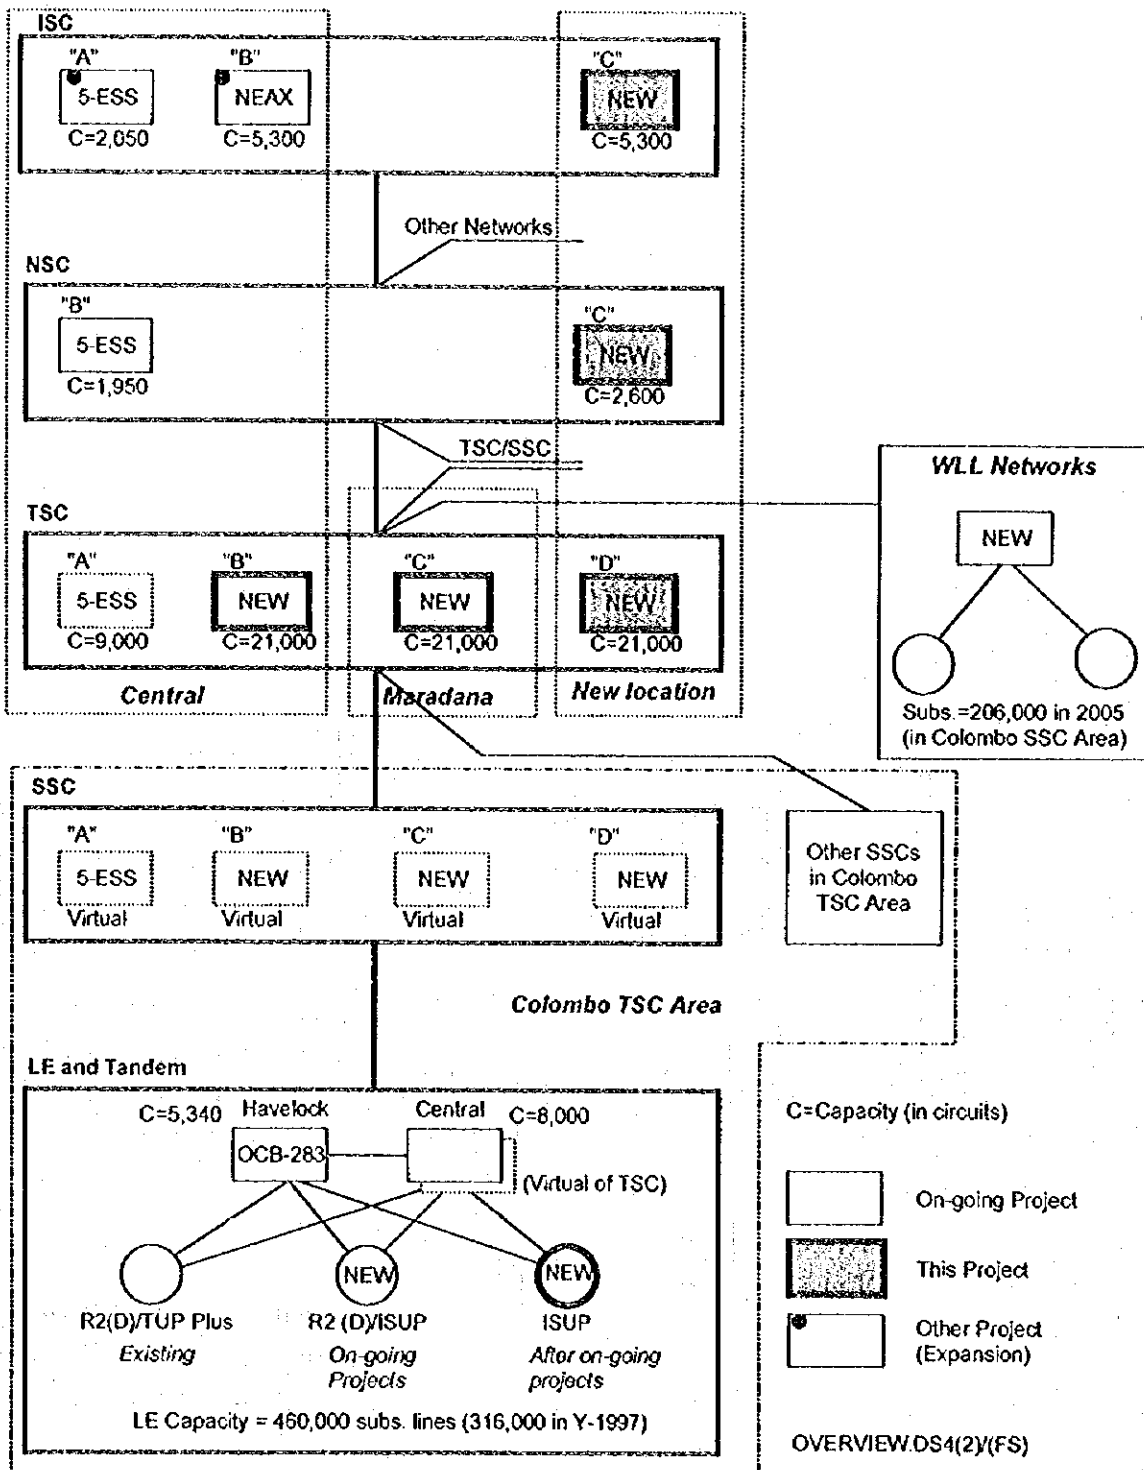 ISC
"A"
"B"
"C"
5-ESS
NEAX
NEW
C=2,050
C=5,300
C=5,300
Other Networks
NSC
"B"
"C"
5-ESS
NEW
C=1,950
C=2,600
TSC/SSC
WLL Networks
NEW
Subs.=206,000 in 2005
(in Colombo SSC Area)
TSC
"A"
"B"
"C"
"D"
5-ESS
NEW
NEW
NEW
C=9,000
C=21,000
C=21,000
C=21,000
Central
Maradana
New location
SSC
"A"
"B"
"C"
"D"
5-ESS
NEW
NEW
NEW
Virtual
Virtual
Virtual
Virtual
Other SSCs
in Colombo
TSC Area
Colombo TSC Area
LE and Tandem
C=5,340
Havelock
Central
C=8,000
OCB-283
(Virtual of TSC)
NEW
NEW
R2(D)/TUP Plus
R2 (D)/ISUP
ISUP
Existing
On-going
Projects
After on-going
projects
LE Capacity = 460,000 subs. lines (316,000 in Y-1997)
C=Capacity (in circuits)
On-going Project
This Project
Other Project
(Expansion)
OVERVIEW.DS4(2)/(FS)